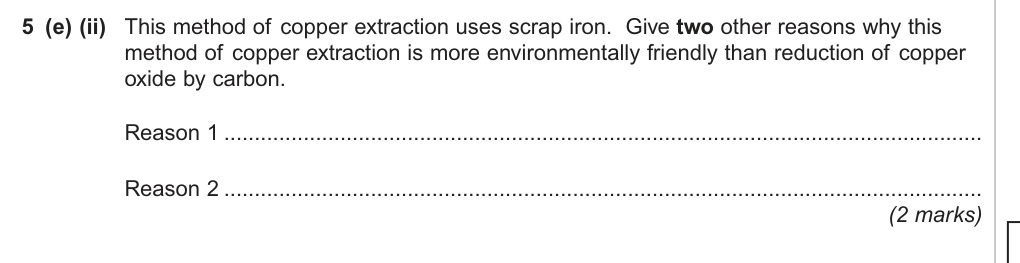 5 (e) (ii) This method of copper extraction uses scrap iron. Give two other reasons why this
method of copper extraction is more environmentally friendly than reduction of copper
oxide by carbon.
Reason 1 ..............................................................................................................................
Reason 2 ..............................................................................................................................
(2 marks)